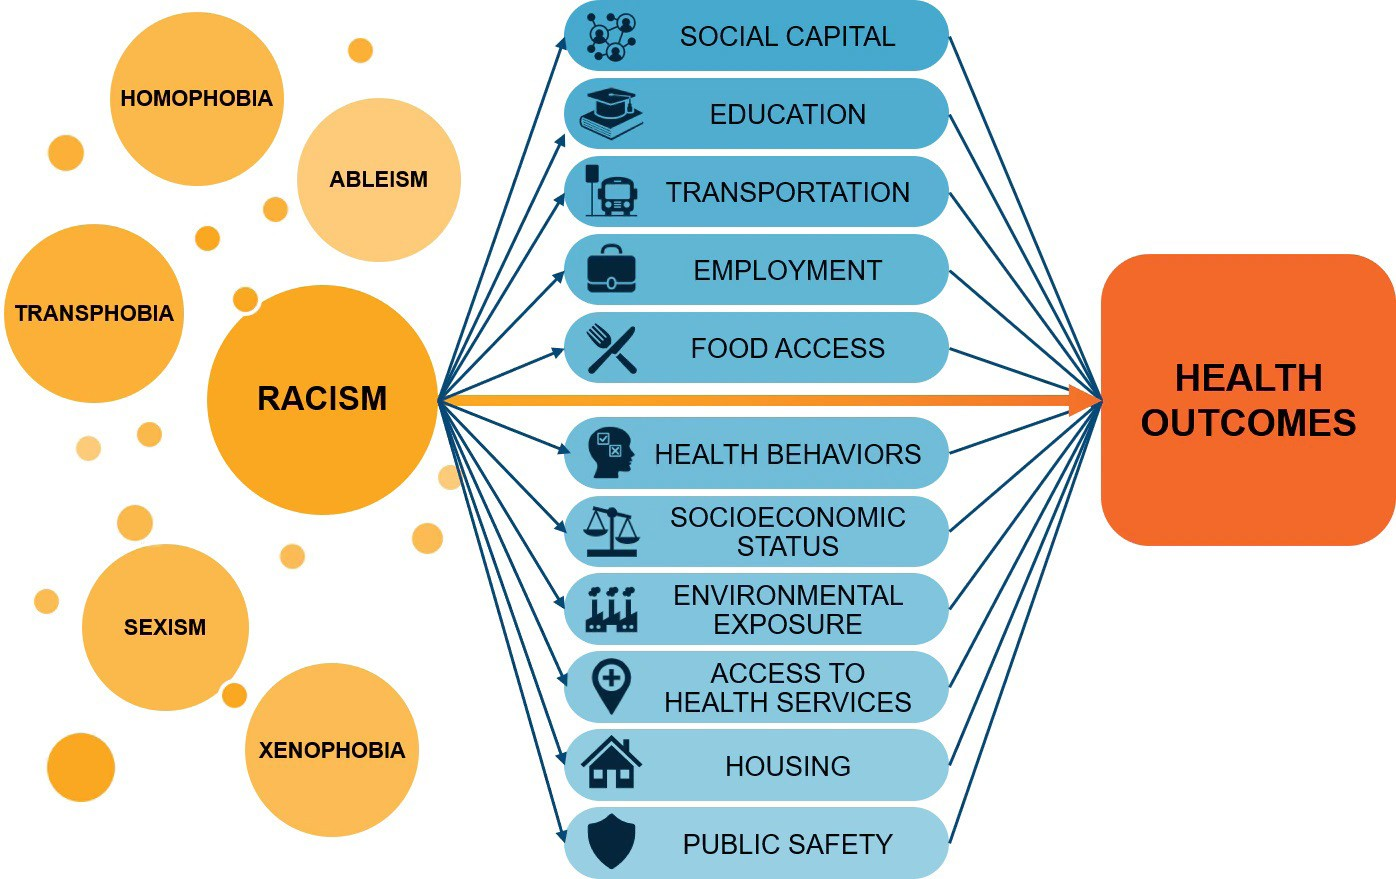 HOMOPHOBIA
ABLEISM
TRANSPHOBIA
RACISM
SEXISM
XENOPHOBIA
SOCIAL CAPITAL
EDUCATION
TRANSPORTATION
EMPLOYMENT
FOOD ACCESS
HEALTH BEHAVIORS
SOCIOECONOMIC
STATUS
ENVIRONMENTAL
EXPOSURE
ACCESS TO
HEALTH SERVICES
HOUSING
PUBLIC SAFETY
HEALTH
OUTCOMES